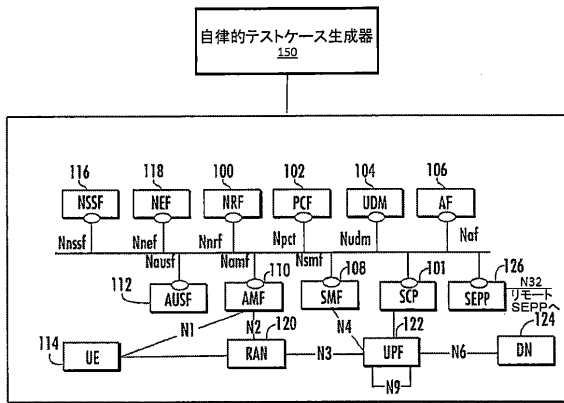 自律的テストケース生成器
150
116 118 100 102 104 106
NSSF NEF NRF PCF UDM AF
Nnssf Nnef Nnrf Npct Nudm Naf
Nausf Namf Nsmf
110 108 101 126
112 AUSF AMF SMF SCP SEPP
N32
リモート
SEPPへ
N1 N2 120 N4 122 124
114 UE RAN N3 UPF N6 DN
N9